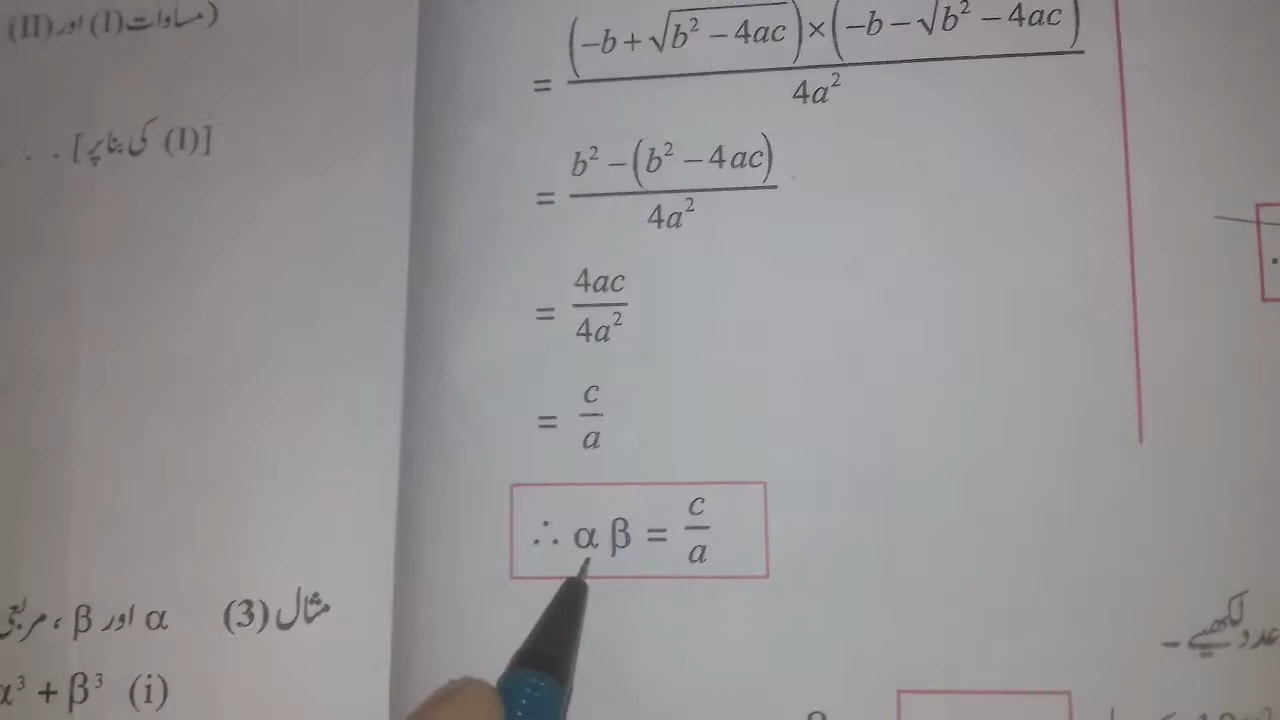 (مساوات(I) اور(II)
= (−b + √(b² − 4ac)) × (−b − √(b² − 4ac)) / 4a²
[(I) کی بنا پر] . .
= b² − (b² − 4ac) / 4a²
= 4ac / 4a²
= c / a
∴ α β = c / a
مثال (3) α اور β ، مربعی
لکھیے ۔
(i) α³ + β³